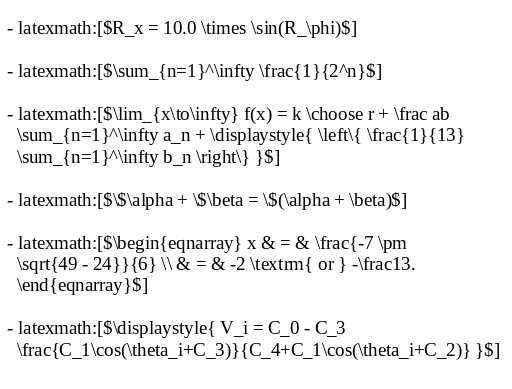 - latexmath:[$R_x = 10.0 \times \sin(R_\phi)$]
- latexmath:[$\sum_{n=1}^\infty \frac{1}{2^n}$]
- latexmath:[$\lim_{x\to\infty} f(x) = k \choose r + \frac ab
\sum_{n=1}^\infty a_n + \displaystyle{ \left\{ \frac{1}{13}
\sum_{n=1}^\infty b_n \right\} }$]
- latexmath:[$\$\alpha + \$\beta = \$(\alpha + \beta)$]
- latexmath:[$\begin{eqnarray} x & = & \frac{-7 \pm
\sqrt{49 - 24}}{6} \\ & = & -2 \textrm{ or } -\frac13.
\end{eqnarray}$]
- latexmath:[$\displaystyle{ V_i = C_0 - C_3
\frac{C_1\cos(\theta_i+C_3)}{C_4+C_1\cos(\theta_i+C_2)} }$]